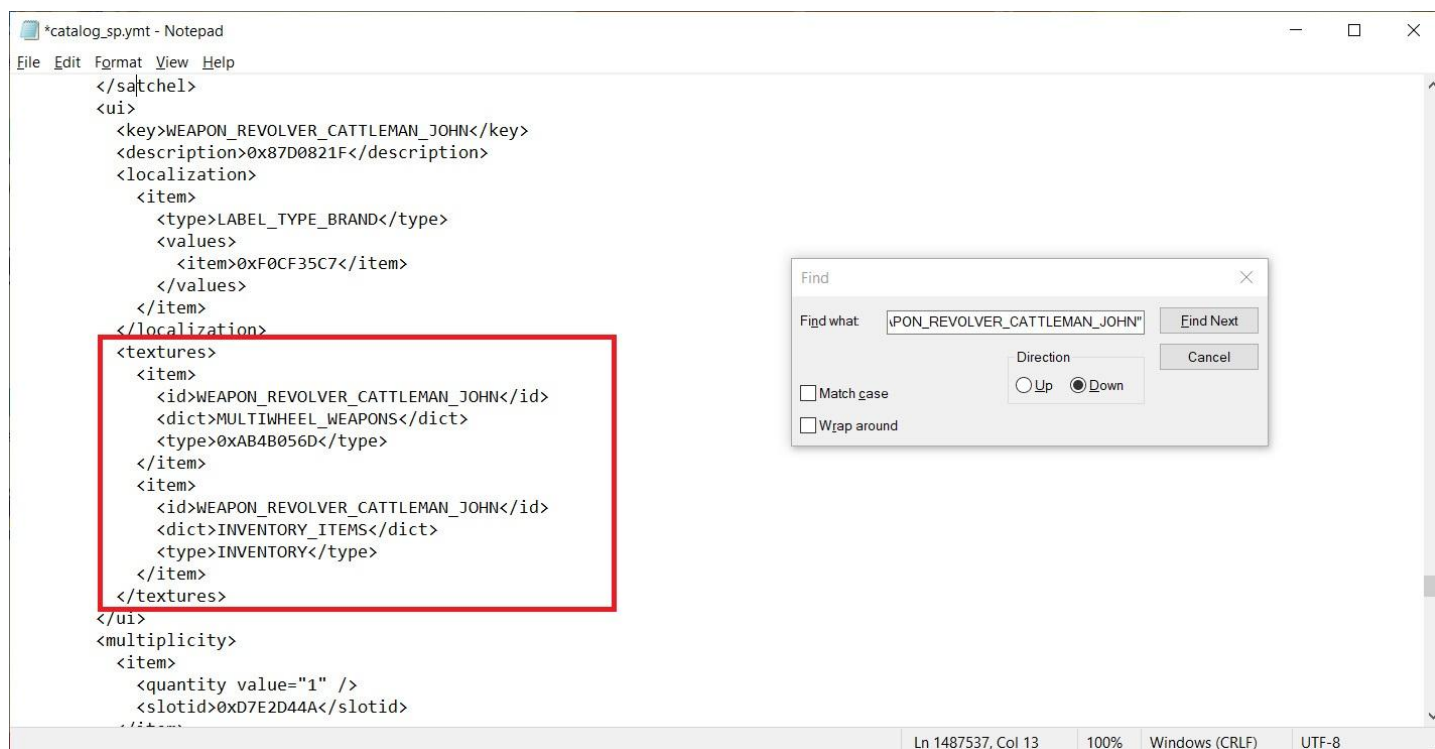 *catalog_sp.ymt - Notepad
File Edit Format View Help
</satchel>
<ui>
<key>WEAPON_REVOLVER_CATTLEMAN_JOHN</key>
<description>0x87D0821F</description>
<localization>
<item>
<type>LABEL_TYPE_BRAND</type>
<values>
<item>0xF0CF35C7</item>
</values>
</item>
</localization>
<textures>
<item>
<id>WEAPON_REVOLVER_CATTLEMAN_JOHN</id>
<dict>MULTIWHEEL_WEAPONS</dict>
<type>0xAB4B056D</type>
</item>
<item>
<id>WEAPON_REVOLVER_CATTLEMAN_JOHN</id>
<dict>INVENTORY_ITEMS</dict>
<type>INVENTORY</type>
</item>
</textures>
</ui>
<multiplicity>
<item>
<quantity value="1" />
<slotid>0xD7E2D44A</slotid>
</item>
Find
Find what: PON_REVOLVER_CATTLEMAN_JOHN" Find Next
Direction Cancel
Up Down
Match case
Wrap around
Ln 1487537, Col 13 100% Windows (CRLF) UTF-8